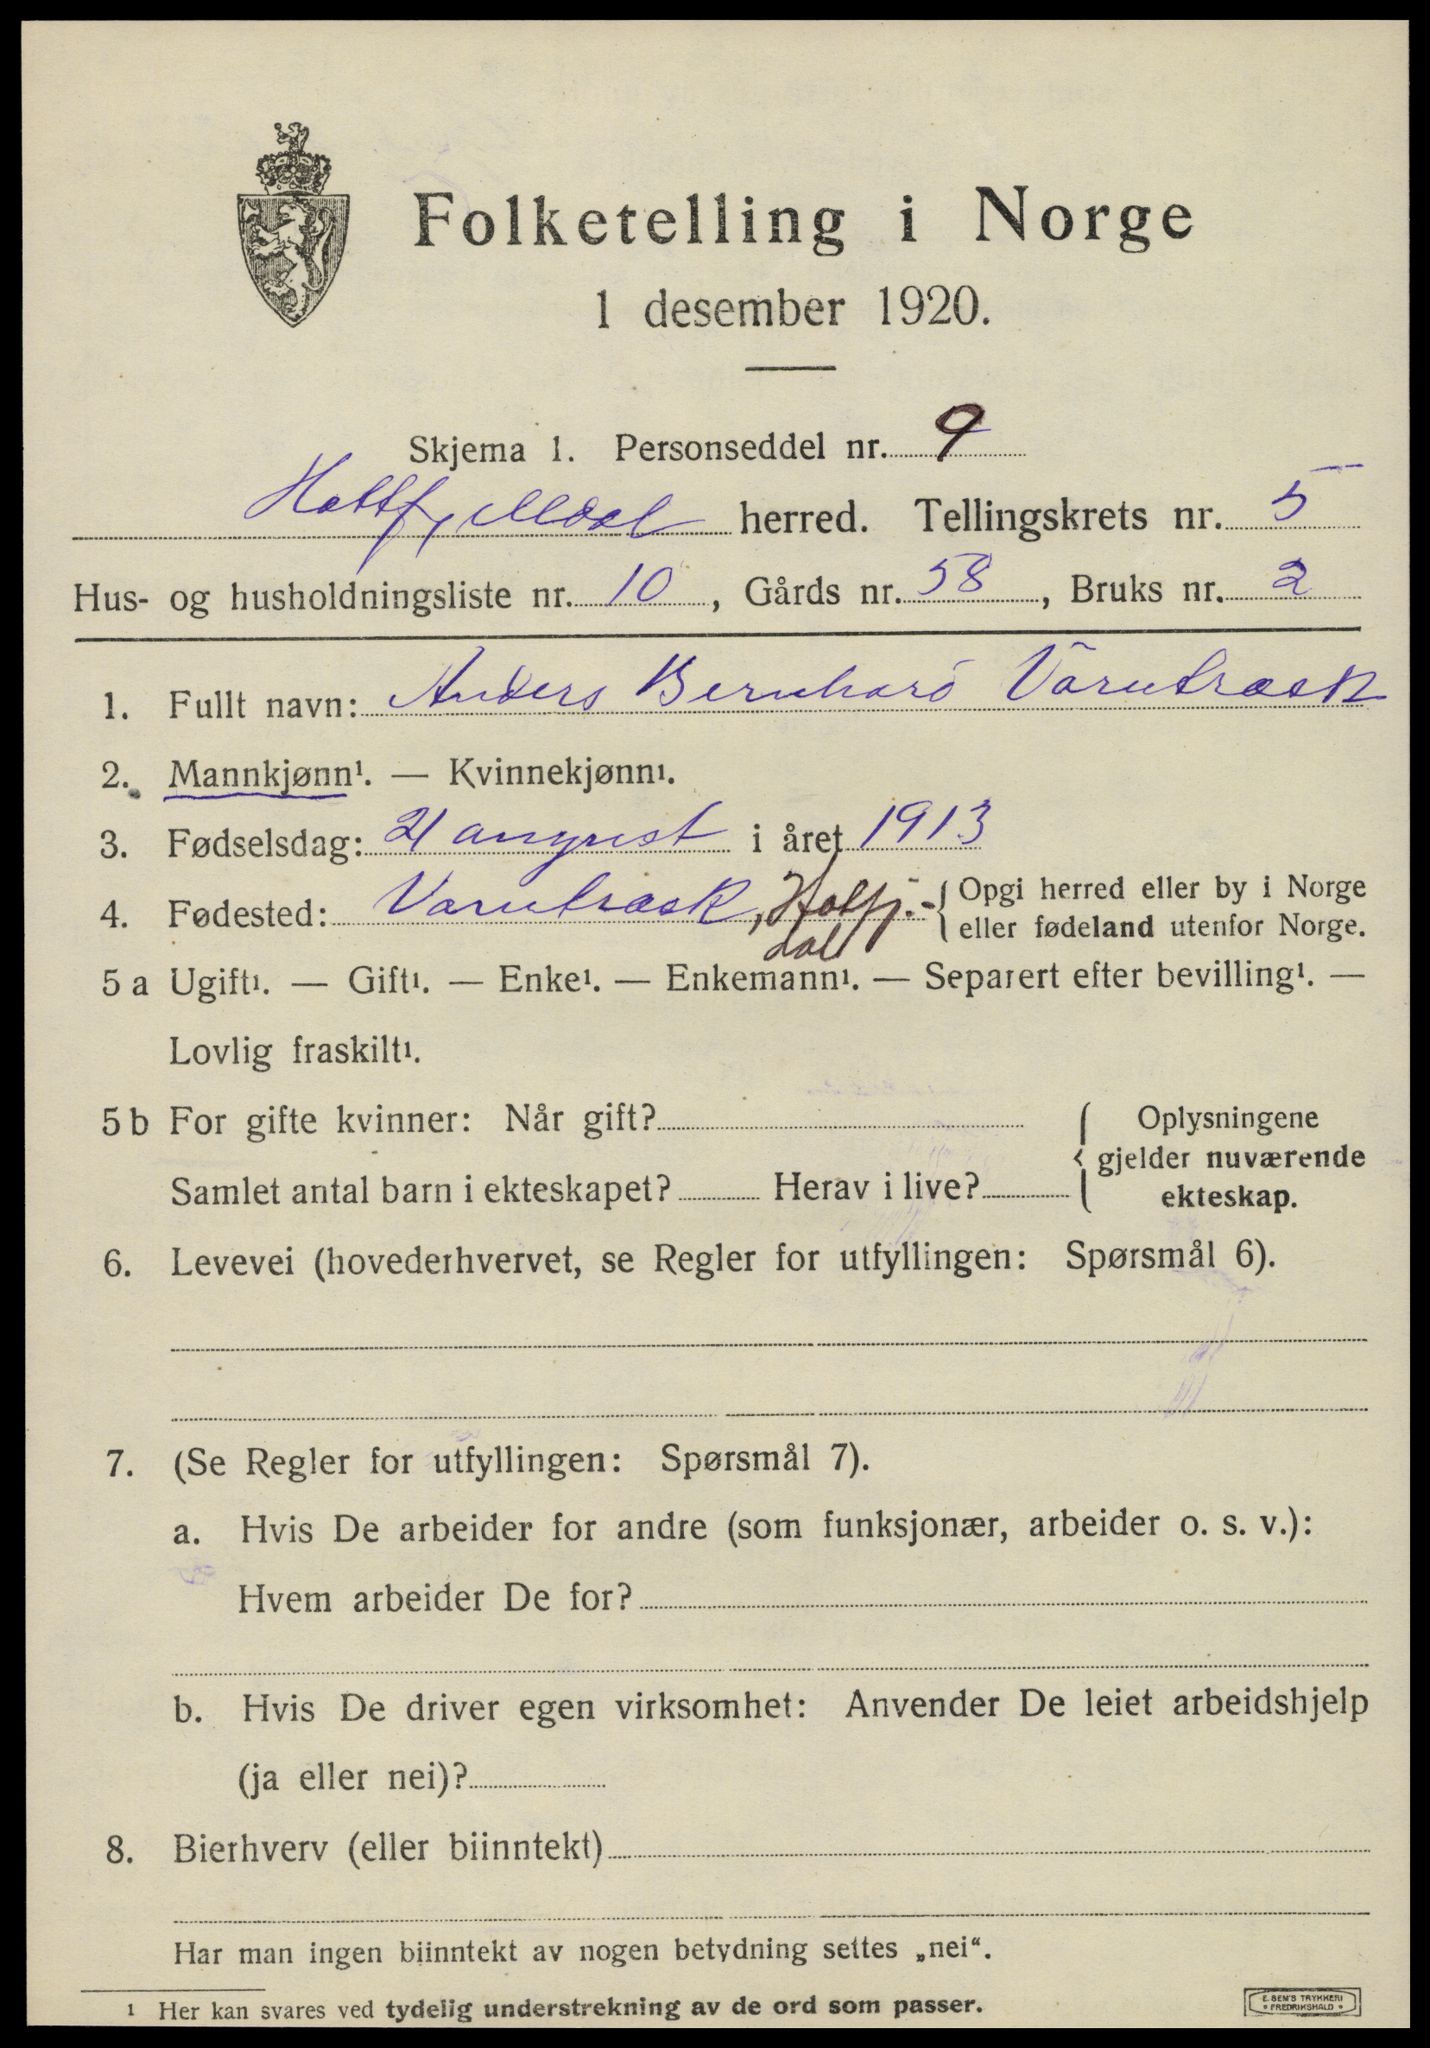 Folketelling i Norge
1 desember 1920.
Skjema 1. Personseddel nr. 9
Hattfjelldal herred. Tellingskrets nr. 5
Hus- og husholdningsliste nr. 10, Gårds nr. 58, Bruks nr. 2
1. Fullt navn: Anders Bernhard Varntræsk
2. Mannkjønn¹. — Kvinnekjønn¹.
3. Fødselsdag: 21 august i året 1913
4. Fødested: Varntræsk, Hatfj.-
dal
{ Opgi herred eller by i Norge
eller fødeland utenfor Norge.
5 a Ugift¹. — Gift¹. — Enke¹. — Enkemann¹. — Separert efter bevilling¹. —
Lovlig fraskilt¹.
5 b For gifte kvinner: Når gift?
Samlet antal barn i ekteskapet? Herav i live?
{ Oplysningene
gjelder nuværende
ekteskap.
6. Levevei (hovederhvervet, se Regler for utfyllingen: Spørsmål 6).
7. (Se Regler for utfyllingen: Spørsmål 7).
a. Hvis De arbeider for andre (som funksjonær, arbeider o. s. v.):
Hvem arbeider De for?
b. Hvis De driver egen virksomhet: Anvender De leiet arbeidshjelp
(ja eller nei)?
8. Bierhverv (eller biinntekt)
Har man ingen biinntekt av nogen betydning settes „nei“.
¹ Her kan svares ved tydelig understrekning av de ord som passer.
E. SEM'S TRYKKERI
• FREDRIKSHALD •